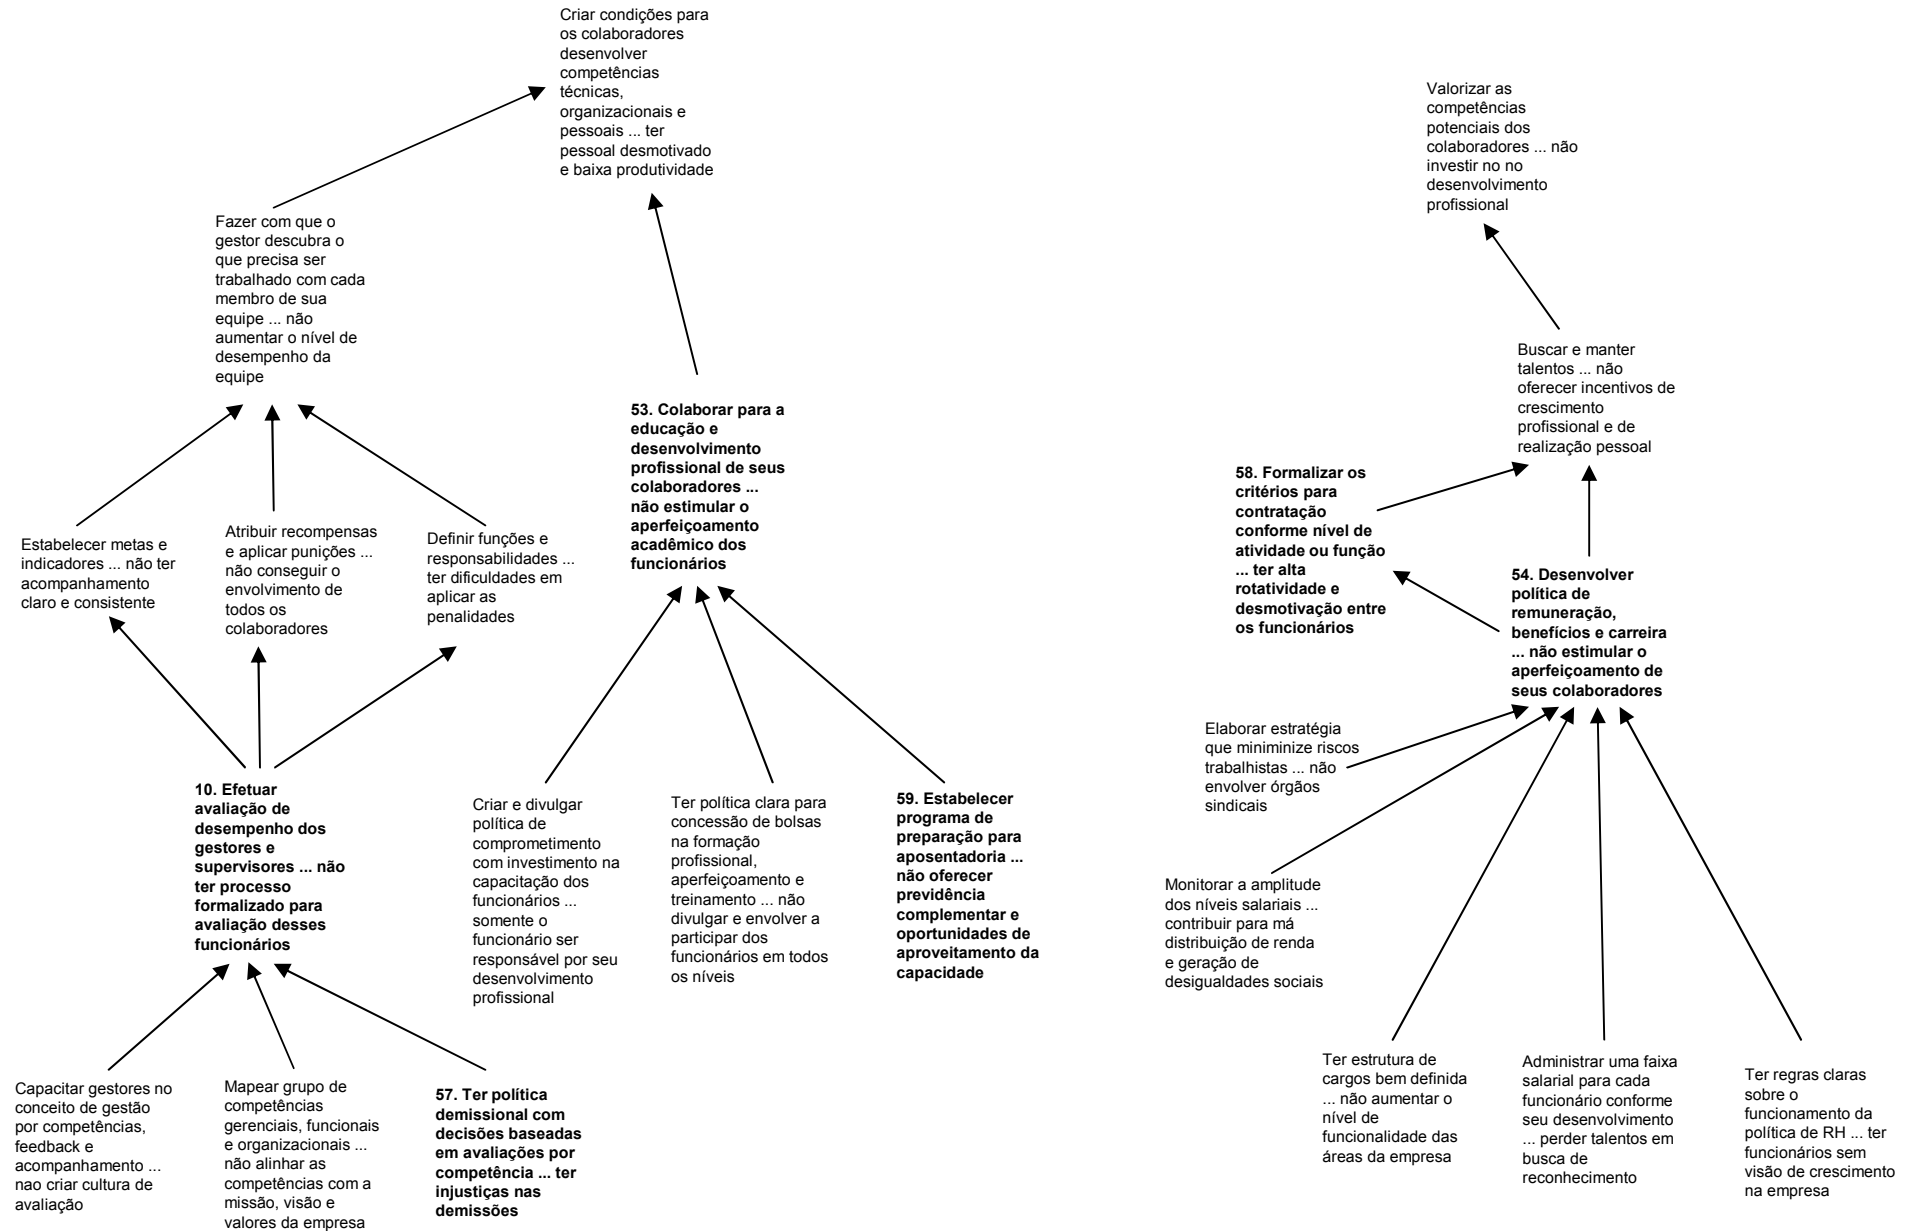 Criar condições para
os colaboradores
desenvolver
competências
técnicas,
organizacionais e
pessoais ... ter
pessoal desmotivado
e baixa produtividade
Valorizar as
competências
potenciais dos
colaboradores ... não
investir no no
desenvolvimento
profissional
Fazer com que o
gestor descubra o
que precisa ser
trabalhado com cada
membro de sua
equipe ... não
aumentar o nível de
desempenho da
equipe
Buscar e manter
talentos ... não
oferecer incentivos de
crescimento
profissional e de
realização pessoal
53. Colaborar para a
educação e
desenvolvimento
profissional de seus
colaboradores ...
não estimular o
aperfeiçoamento
acadêmico dos
funcionários
58. Formalizar os
critérios para
contratação
conforme nível de
atividade ou função
... ter alta
rotatividade e
desmotivação entre
os funcionários
Estabelecer metas e
indicadores ... não ter
acompanhamento
claro e consistente
Atribuir recompensas
e aplicar punições ...
não conseguir o
envolvimento de
todos os
colaboradores
Definir funções e
responsabilidades ...
ter dificuldades em
aplicar as
penalidades
54. Desenvolver
política de
remuneração,
benefícios e carreira
... não estimular o
aperfeiçoamento de
seus colaboradores
Elaborar estratégia
que miniminize riscos
trabalhistas ... não
envolver órgãos
sindicais
10. Efetuar
avaliação de
desempenho dos
gestores e
supervisores ... não
ter processo
formalizado para
avaliação desses
funcionários
Criar e divulgar
política de
comprometimento
com investimento na
capacitação dos
funcionários ...
somente o
funcionário ser
responsável por seu
desenvolvimento
profissional
Ter política clara para
concessão de bolsas
na formação
profissional,
aperfeiçoamento e
treinamento ... não
divulgar e envolver a
participar dos
funcionários em todos
os níveis
59. Estabelecer
programa de
preparação para
aposentadoria ...
não oferecer
previdência
complementar e
oportunidades de
aproveitamento da
capacidade
Monitorar a amplitude
dos níveis salariais ...
contribuir para má
distribuição de renda
e geração de
desigualdades sociais
Capacitar gestores no
conceito de gestão
por competências,
feedback e
acompanhamento ...
nao criar cultura de
avaliação
Mapear grupo de
competências
gerenciais, funcionais
e organizacionais ...
não alinhar as
competências com a
missão, visão e
valores da empresa
57. Ter política
demissional com
decisões baseadas
em avaliações por
competência ... ter
injustiças nas
demissões
Ter estrutura de
cargos bem definida
... não aumentar o
nível de
funcionalidade das
áreas da empresa
Administrar uma faixa
salarial para cada
funcionário conforme
seu desenvolvimento
... perder talentos em
busca de
reconhecimento
Ter regras claras
sobre o
funcionamento da
política de RH ... ter
funcionários sem
visão de crescimento
na empresa